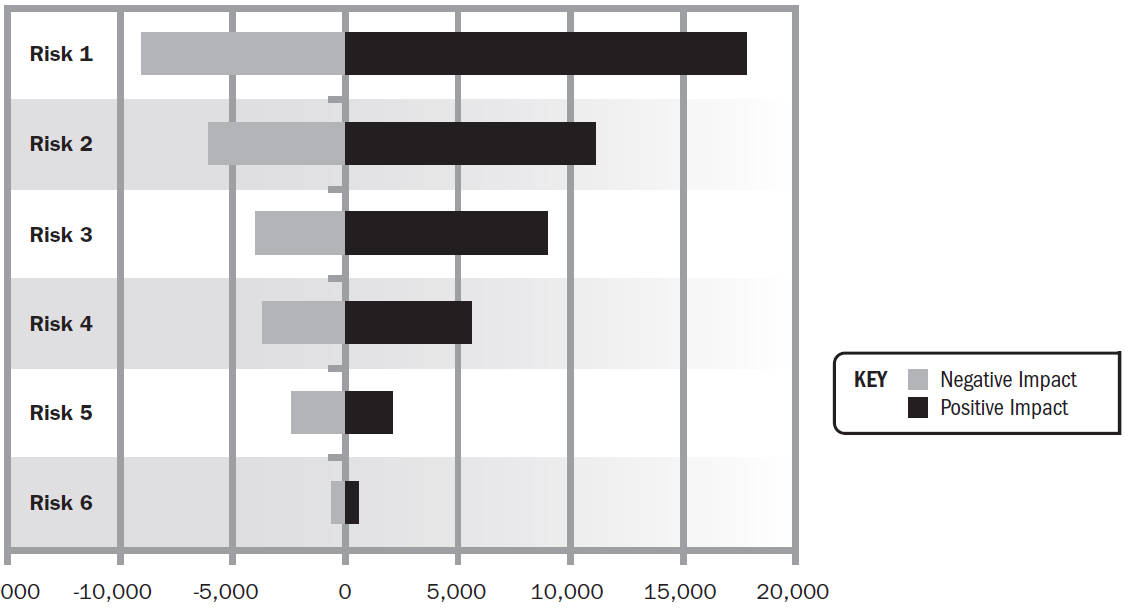 Risk 1
Risk 2
Risk 3
Risk 4
Risk 5
Risk 6
KEY Negative Impact
Positive Impact
000 -10,000 -5,000 0 5,000 10,000 15,000 20,000